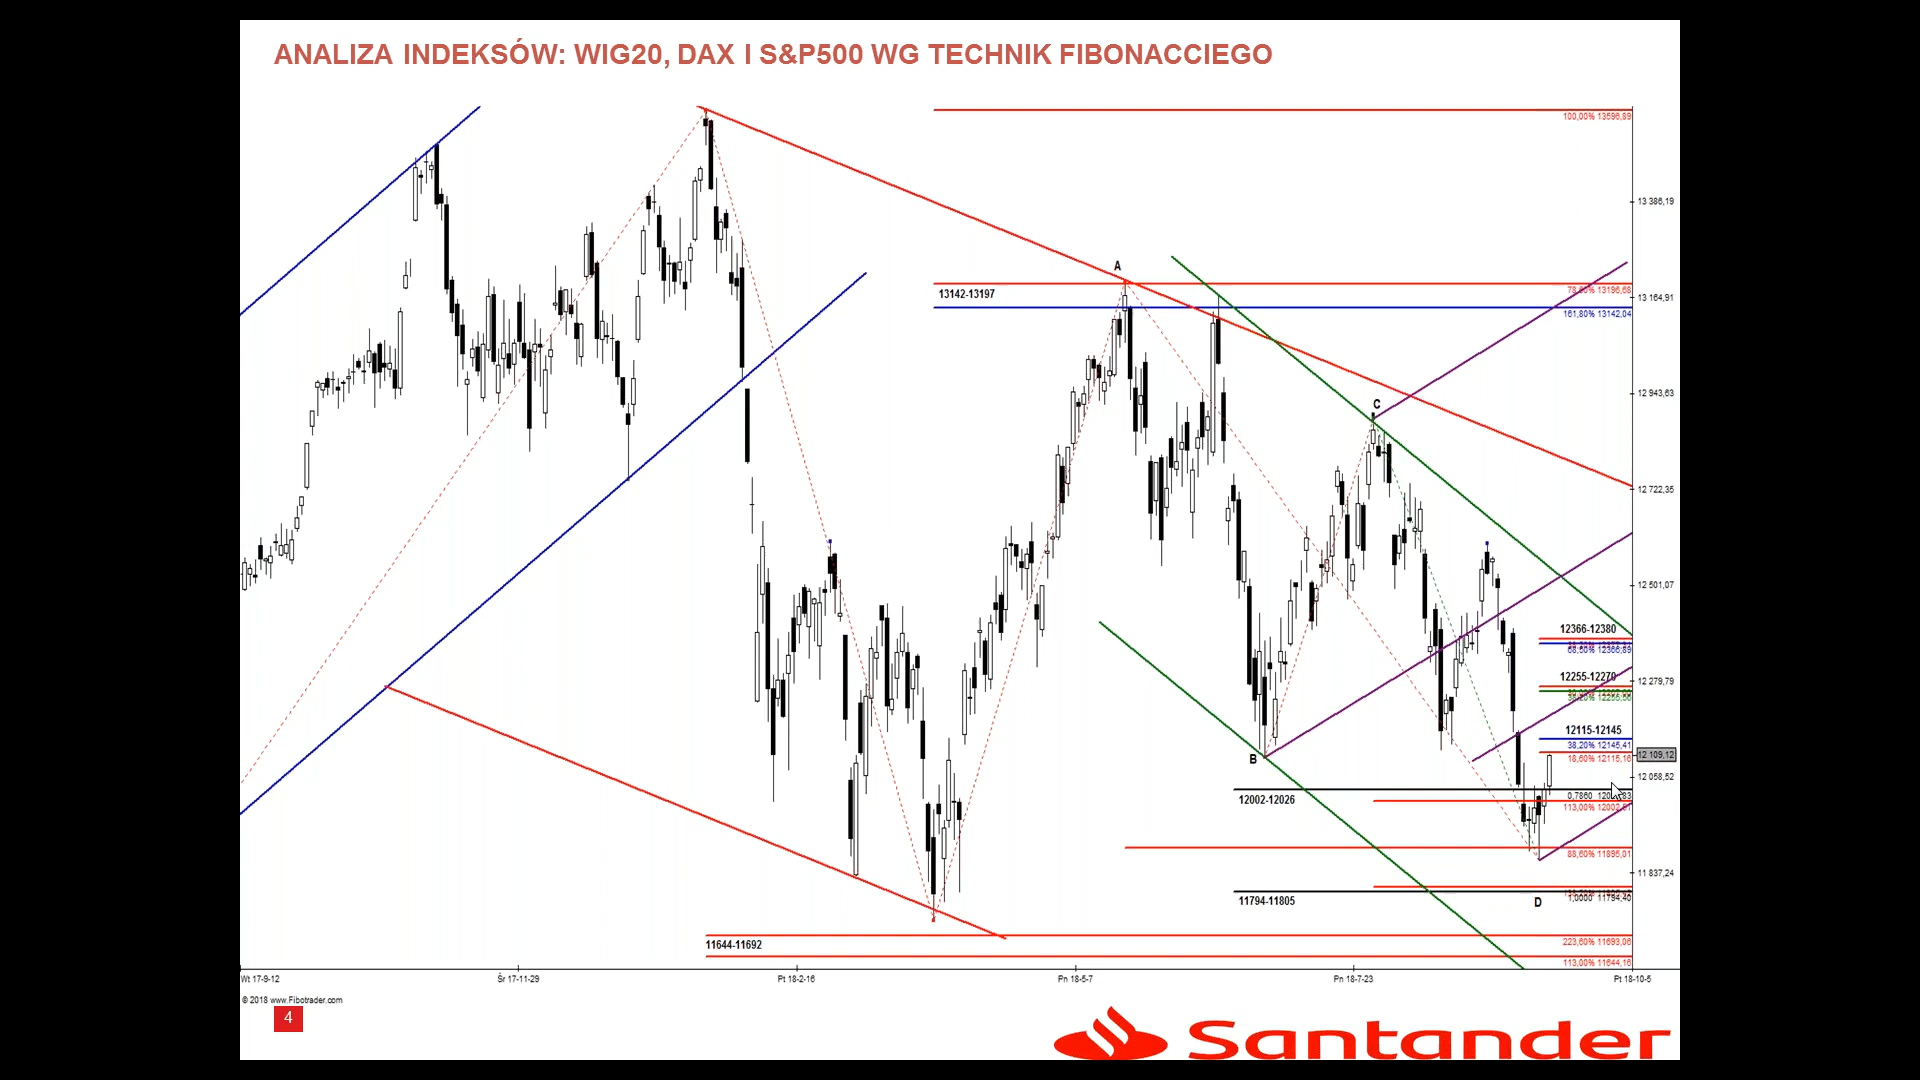 ANALIZA INDEKSÓW: WIG20, DAX I S&P500 WG TECHNIK FIBONACCIEGO
100,00% 13596,89
13 386,19
A
13142-13197
13 164,91
161,80% 13142,04
12 943,63
C
12 722,35
12 501,07
12366-12380
12255-12270
12 279,79
12115-12145
38,20% 12145,41
B
12 109,12
18,60% 12115,16
12 058,52
12002-12026
88,60% 11895,01
11 837,24
11794-11805
D
11644-11692
223,60% 11693,06
113,00% 11644,16
Wt 17-9-12
Śr 17-11-29
Pt 18-2-16
Pn 18-5-7
Pn 18-7-23
Pt 18-10-5
© 2018 www.Fibotrader.com
4
Santander